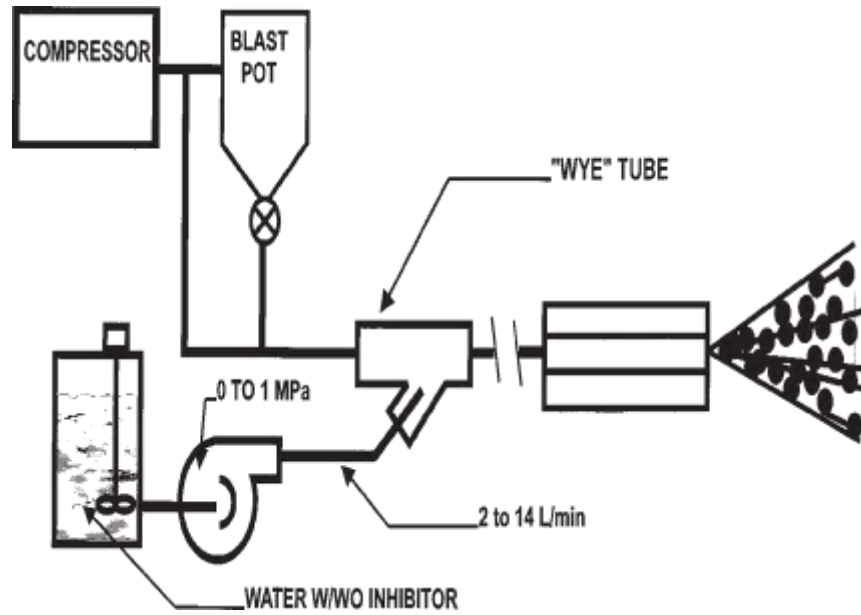 COMPRESSOR
BLAST
POT
"WYE" TUBE
0 TO 1 MPa
2 to 14 L/min
WATER W/WO INHIBITOR